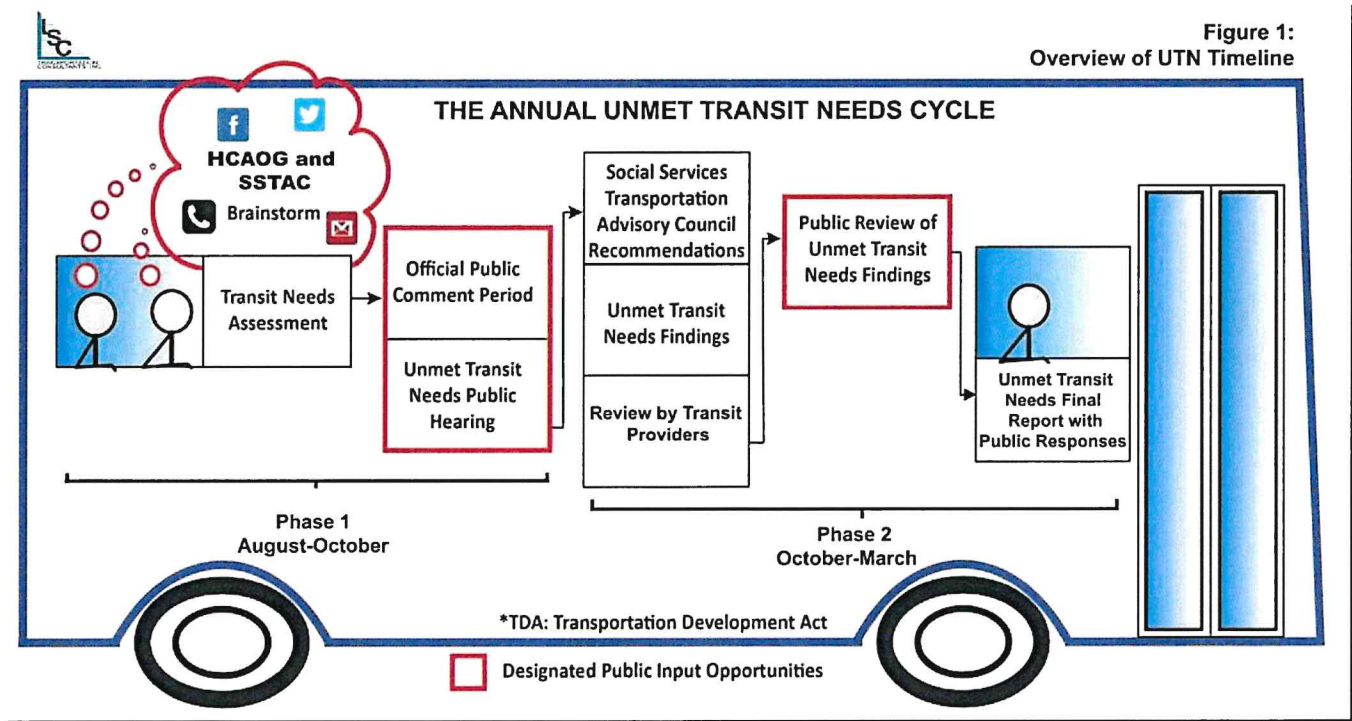 LSC
Figure 1:
Overview of UTN Timeline
THE ANNUAL UNMET TRANSIT NEEDS CYCLE
HCAOG and
SSTAC
Brainstorm
Transit Needs
Assessment
Official Public
Comment Period
Unmet Transit
Needs Public
Hearing
Social Services
Transportation
Advisory Council
Recommendations
Unmet Transit
Needs Findings
Review by Transit
Providers
Public Review of
Unmet Transit
Needs Findings
Unmet Transit
Needs Final
Report with
Public Responses
Phase 1
August-October
Phase 2
October-March
*TDA: Transportation Development Act
Designated Public Input Opportunities